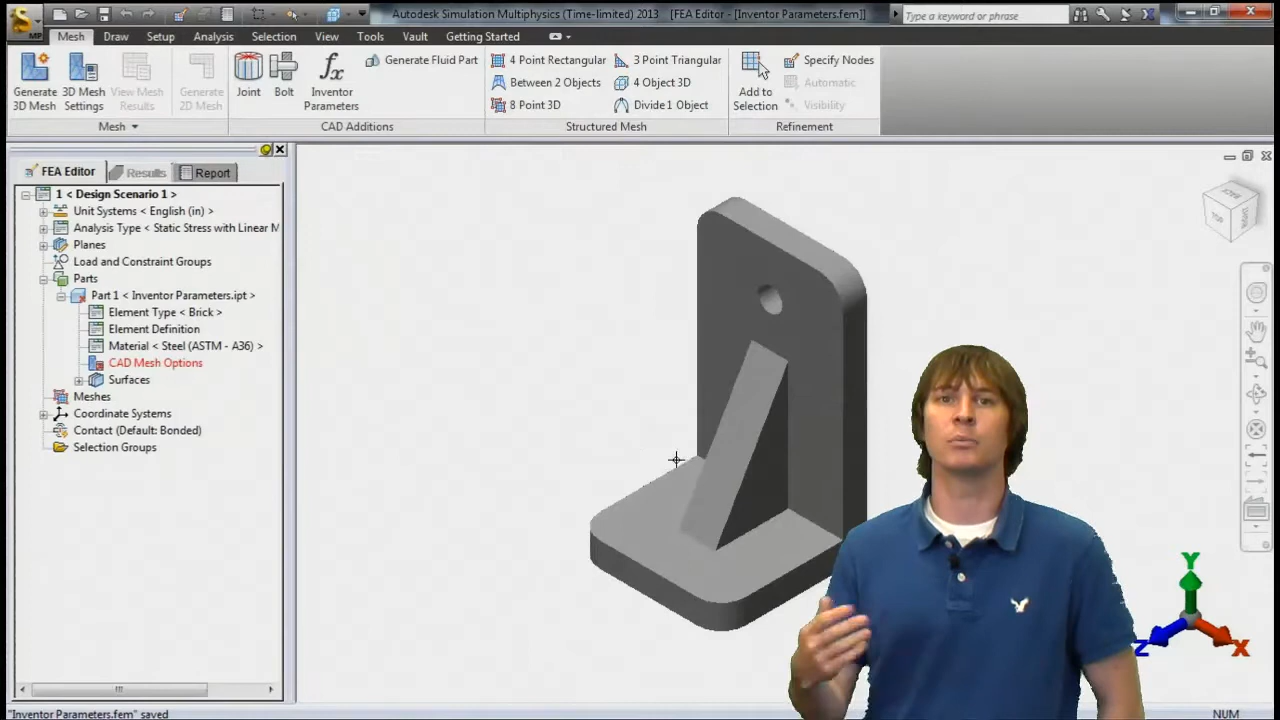 MP
Autodesk Simulation Multiphysics (Time-limited) 2013 [FEA Editor - [Inventor Parameters.fem]]
Type a keyword or phrase
Mesh Draw Setup Analysis Selection View Tools Vault Getting Started
Generate 3D Mesh
3D Mesh Settings
View Mesh Results
Generate 2D Mesh
Mesh
Joint
Bolt
fx
Inventor Parameters
Generate Fluid Part
CAD Additions
4 Point Rectangular
Between 2 Objects
8 Point 3D
3 Point Triangular
4 Object 3D
Divide 1 Object
Structured Mesh
Add to Selection
Specify Nodes
Automatic
Visibility
Refinement
FEA Editor Results Report
1 < Design Scenario 1 >
Unit Systems < English (in) >
Analysis Type < Static Stress with Linear M
Planes
Load and Constraint Groups
Parts
Part 1 < Inventor Parameters.ipt >
Element Type < Brick >
Element Definition
Material < Steel (ASTM - A36) >
CAD Mesh Options
Surfaces
Meshes
Coordinate Systems
Contact (Default: Bonded)
Selection Groups
TOP
Y
Z
X
"Inventor Parameters.fem" saved
NUM